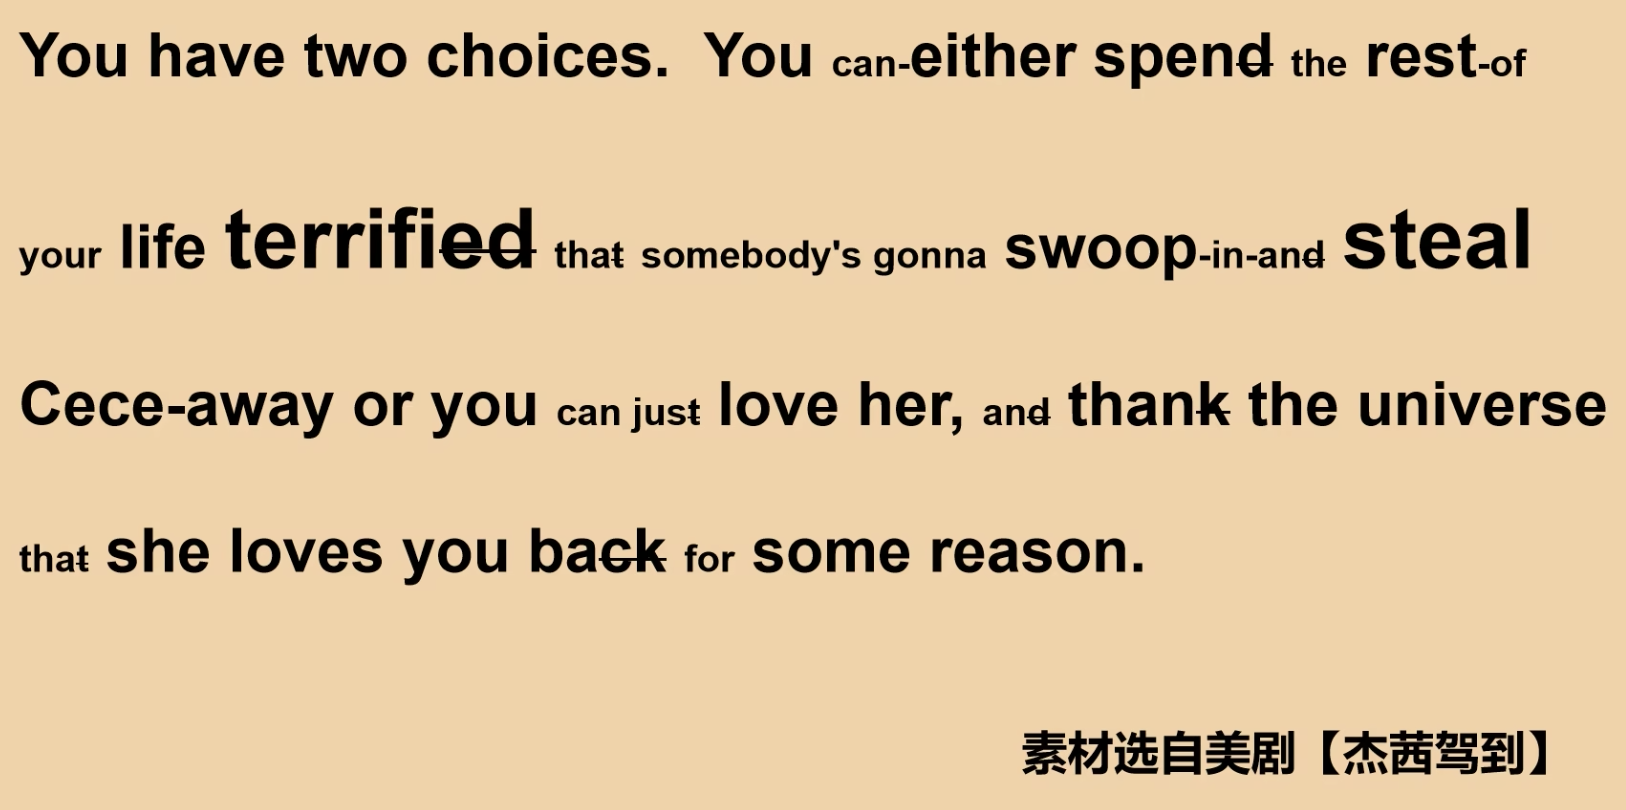 You have two choices.  You can-either spend the rest-of
your life terrified that somebody's gonna swoop-in-and steal
Cece-away or you can just love her, and thank the universe
that she loves you back for some reason.
素材选自美剧【杰茜驾到】